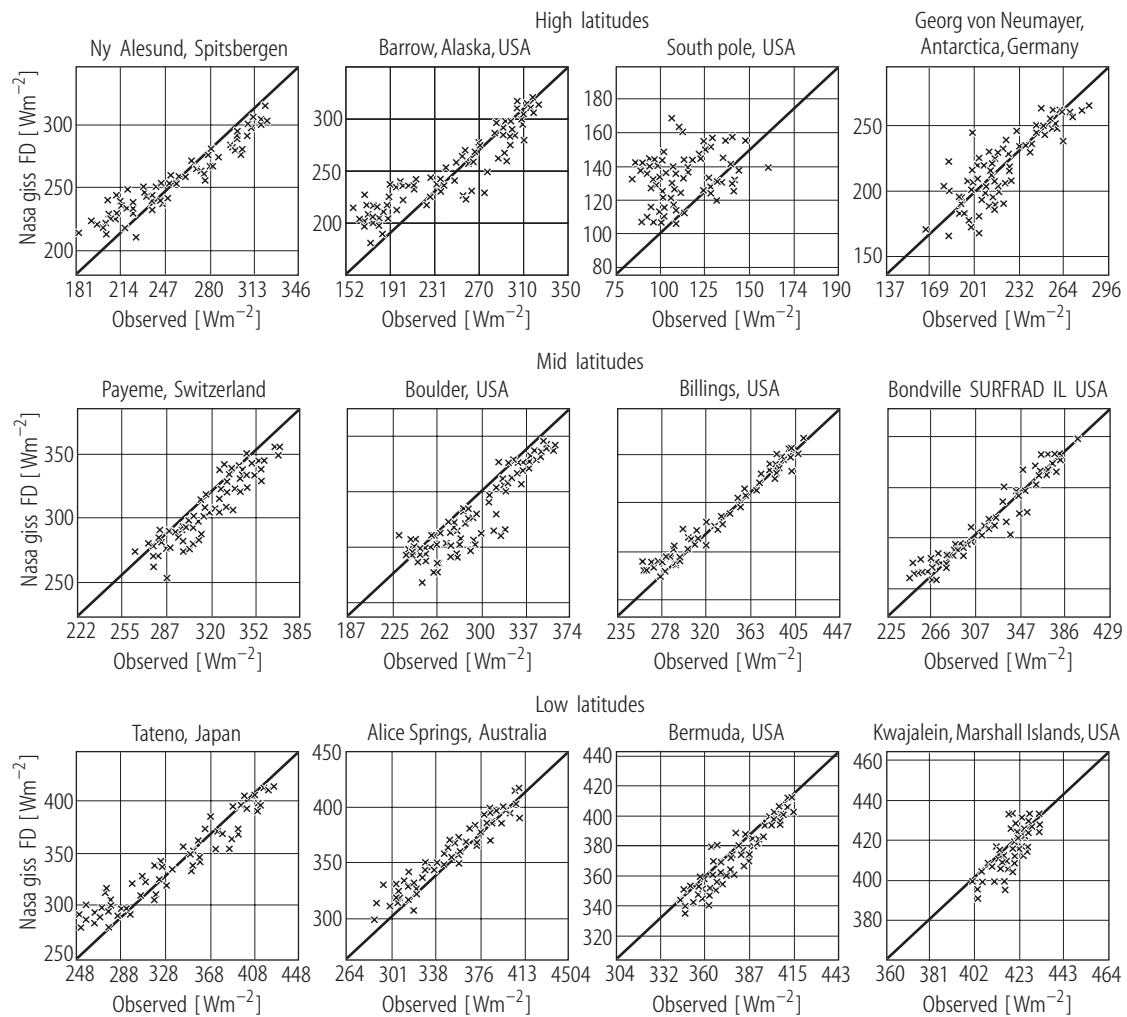 High latitudes
Ny Alesund, Spitsbergen
Barrow, Alaska, USA
South pole, USA
Georg von Neumayer,
Antarctica, Germany
Nasa giss FD [Wm−2]
300
250
200
181 214 247 280 313 346
Observed [Wm−2]
300
250
200
152 191 231 270 310 350
Observed [Wm−2]
180
160
140
120
100
80
75 100 125 150 174 190
Observed [Wm−2]
250
200
150
137 169 201 232 264 296
Observed [Wm−2]
Mid latitudes
Payeme, Switzerland
Boulder, USA
Billings, USA
Bondville SURFRAD IL USA
Nasa giss FD [Wm−2]
350
300
250
222 255 287 320 352 385
Observed [Wm−2]
187 225 262 300 337 374
Observed [Wm−2]
235 278 320 363 405 447
Observed [Wm−2]
225 266 307 347 386 429
Observed [Wm−2]
Low latitudes
Tateno, Japan
Alice Springs, Australia
Bermuda, USA
Kwajalein, Marshall Islands, USA
Nasa giss FD [Wm−2]
400
350
300
250
248 288 328 368 408 448
Observed [Wm−2]
450
400
350
300
264 301 338 376 413 4504
Observed [Wm−2]
440
420
400
380
360
340
320
304 332 360 387 415 443
Observed [Wm−2]
460
440
420
400
380
360 381 402 423 443 464
Observed [Wm−2]